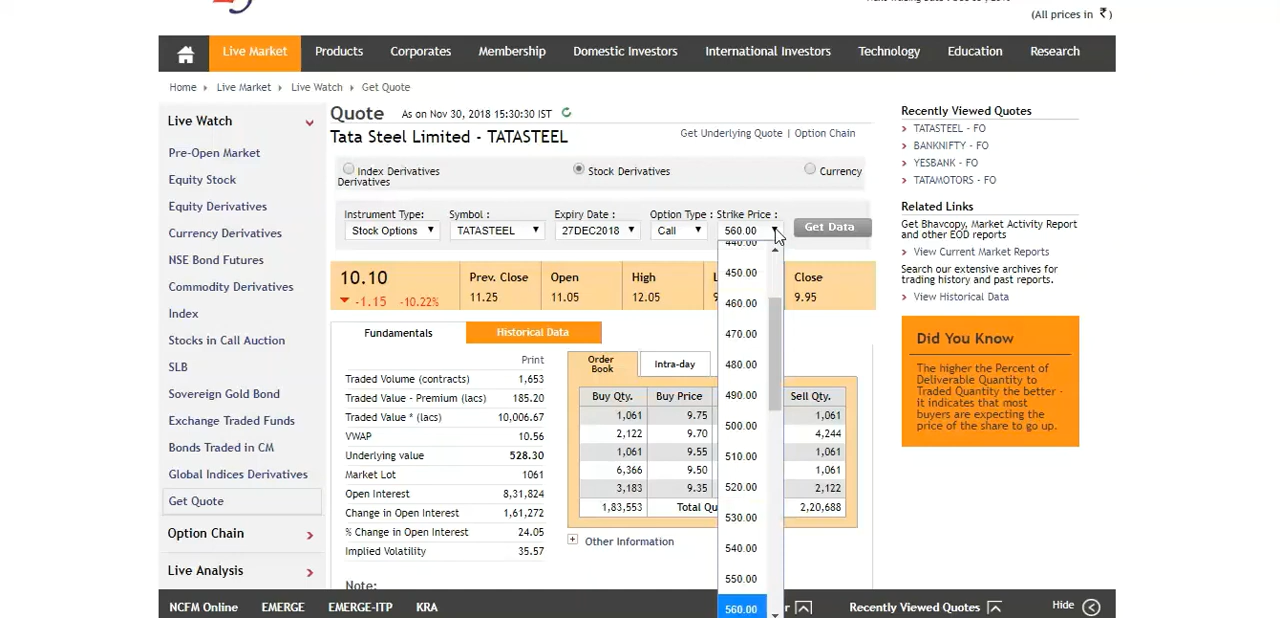 (All prices in ₹ )
Live Market Products Corporates Membership Domestic Investors International Investors Technology Education Research
Home Live Market Live Watch Get Quote
Live Watch
Pre-Open Market
Equity Stock
Equity Derivatives
Currency Derivatives
NSE Bond Futures
Commodity Derivatives
Index
Stocks in Call Auction
SLB
Sovereign Gold Bond
Exchange Traded Funds
Bonds Traded in CM
Global Indices Derivatives
Get Quote
Option Chain
Live Analysis
Quote As on Nov 30, 2018 15:30:30 IST
Tata Steel Limited - TATASTEEL
Get Underlying Quote | Option Chain
Index Derivatives Stock Derivatives Currency
Derivatives
Instrument Type: Symbol : Expiry Date : Option Type : Strike Price :
Stock Options TATASTEEL 27DEC2018 Call 560.00 Get Data
10.10 Prev. Close Open High Close
-1.15 -10.22% 11.25 11.05 12.05 9.95
Fundamentals Historical Data
Print
Traded Volume (contracts) 1,653
Traded Value - Premium (lacs) 185.20
Traded Value * (lacs) 10,006.67
VWAP 10.56
Underlying value 528.30
Market Lot 1061
Open Interest 8,31,824
Change in Open Interest 1,61,272
% Change in Open Interest 24.05
Implied Volatility 35.57
Note:
Order
Book
Intra-day
Buy Qty. Buy Price Sell Qty.
1,061 9.75 1,061
2,122 9.70 4,244
1,061 9.55 1,061
6,366 9.50 1,061
3,183 9.35 2,122
1,83,553 Total Qu 2,20,688
Other Information
440.00
450.00
460.00
470.00
480.00
490.00
500.00
510.00
520.00
530.00
540.00
550.00
560.00
Recently Viewed Quotes
TATASTEEL - FO
BANKNIFTY - FO
YESBANK - FO
TATAMOTORS - FO
Related Links
Get Bhavcopy, Market Activity Report
and other EOD reports
View Current Market Reports
Search our extensive archives for
trading history and past reports.
View Historical Data
Did You Know
The higher the Percent of
Deliverable Quantity to
Traded Quantity the better -
it indicates that most
buyers are expecting the
price of the share to go up.
NCFM Online EMERGE EMERGE-ITP KRA Recently Viewed Quotes Hide